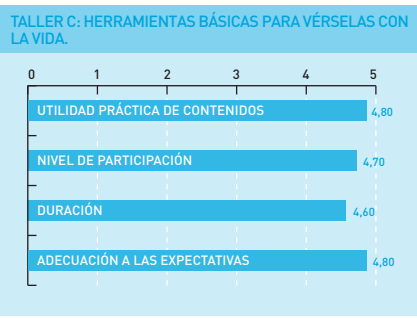 TALLER C: HERRAMIENTAS BÁSICAS PARA VÉRSELAS CON
LA VIDA.
0 1 2 3 4 5
UTILIDAD PRÁCTICA DE CONTENIDOS 4,80
NIVEL DE PARTICIPACIÓN 4,70
DURACIÓN 4,60
ADECUACIÓN A LAS EXPECTATIVAS 4,80